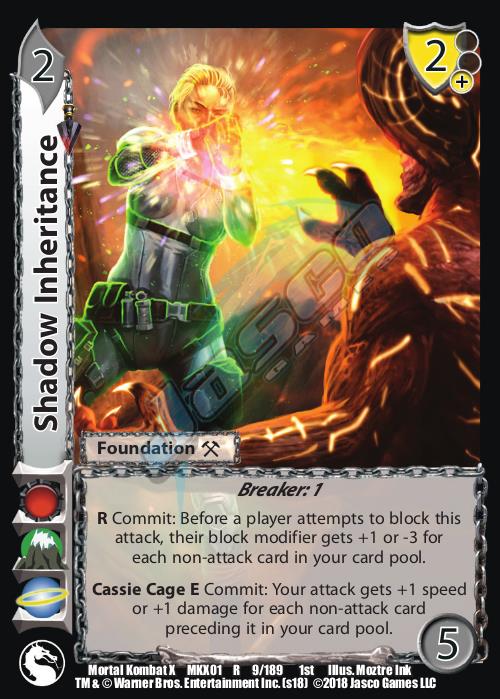 2
2
+
Shadow Inheritance
Jasco
GAMES
Foundation
Breaker: 1
R Commit: Before a player attempts to block this
attack, their block modifier gets +1 or -3 for
each non-attack card in your card pool.
Cassie Cage E Commit: Your attack gets +1 speed
or +1 damage for each non-attack card
preceding it in your card pool.
5
Mortal Kombat X MKX01 R 9/189 1st Illus. Moztre Ink
TM & © Warner Bros. Entertainment Inc. (s18) ©2018 Jasco Games LLC